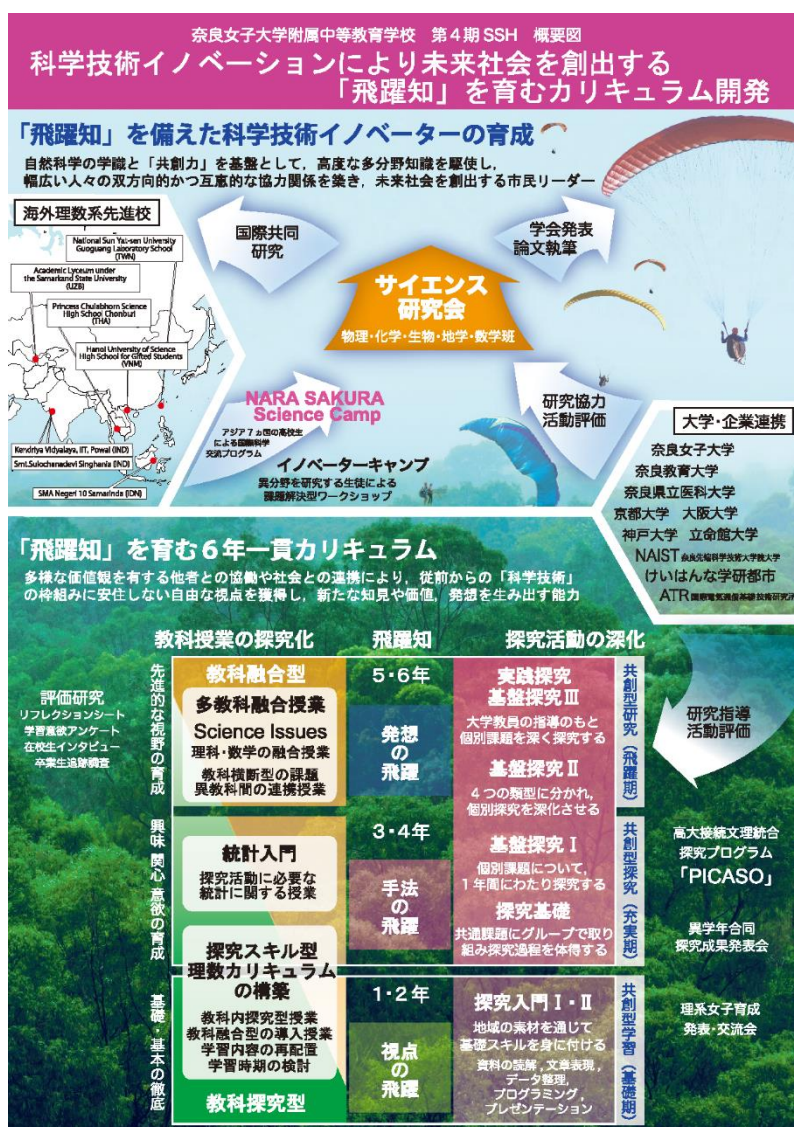 奈良女子大学附属中等教育学校 第４期 SSH 概要図
科学技術イノベーションにより未来社会を創出する
「飛躍知」を育むカリキュラム開発
「飛躍知」を備えた科学技術イノベーターの育成
自然科学の学識と「共創力」を基盤として，高度な多分野知識を駆使し，
幅広い人々の双方向的かつ互恵的な協力関係を築き，未来社会を創出する市民リーダー
海外理数系先進校
National Sun Yat-sen University
Guoguang Laboratory School
(TWN)
Academic Lyceum under
the Samarkand State University
(UZB)
Princess Chulabhorn Science
High School Chonburi
(THA)
Hanoi University of Science
High School for Gifted Students
(VNM)
Kendriya Vidyalaya, IIT, Powai (IND)
Smt.Sulochanadevi Singhania (IND)
SMA Negeri 10 Samarinda (IDN)
国際共同
研究
学会発表
論文執筆
サイエンス
研究会
物理・化学・生物・地学・数学班
NARA SAKURA
Science Camp
アジア７ヵ国の高校生
による国際科学
交流プログラム
イノベーターキャンプ
異分野を研究する生徒による
課題解決型ワークショップ
研究協力
活動評価
大学・企業連携
奈良女子大学
奈良教育大学
奈良県立医科大学
京都大学 大阪大学
神戸大学 立命館大学
NAIST 奈良先端科学技術大学院大学
けいはんな学研都市
ATR 国際電気通信基礎技術研究所
「飛躍知」を育む６年一貫カリキュラム
多様な価値観を有する他者との協働や社会との連携により，従前からの「科学技術」
の枠組みに安住しない自由な視点を獲得し，新たな知見や価値，発想を生み出す能力
教科授業の探究化
飛躍知
探究活動の深化
評価研究
リフレクションシート
学習意欲アンケート
在校生インタビュー
卒業生追跡調査
先進的な視野の育成
教科融合型
多教科融合授業
Science Issues
理科・数学の融合授業
教科横断型の課題
異教科間の連携授業
5・6年
発想の飛躍
実践探究
基盤探究Ⅲ
大学教員の指導のもと
個別課題を深く探究する
基盤探究Ⅱ
４つの類型に分かれ，
個別探究を深化させる
共創型研究（飛躍期）
研究指導
活動評価
興味 関心 意欲の育成
統計入門
探究活動に必要な
統計に関する授業
3・4年
手法の飛躍
基盤探究Ⅰ
個別課題について，
１年間にわたり探究する
探究基礎
共通課題にグループで取り
組み探究過程を体得する
共創型探究（充実期）
高大接続文理統合
探究プログラム
「PICASO」
異学年合同
探究成果発表会
基礎・基本の徹底
探究スキル型
理数カリキュラム
の構築
教科内探究型授業
教科融合型の導入授業
学習内容の再配置
学習時期の検討
教科探究型
1・2年
視点の飛躍
探究入門Ⅰ・Ⅱ
地域の素材を通じて
基礎スキルを身に付ける
資料の読解，文章表現，
データ整理，
プログラミング，
プレゼンテーション
共創型学習（基礎期）
理系女子育成
発表・交流会